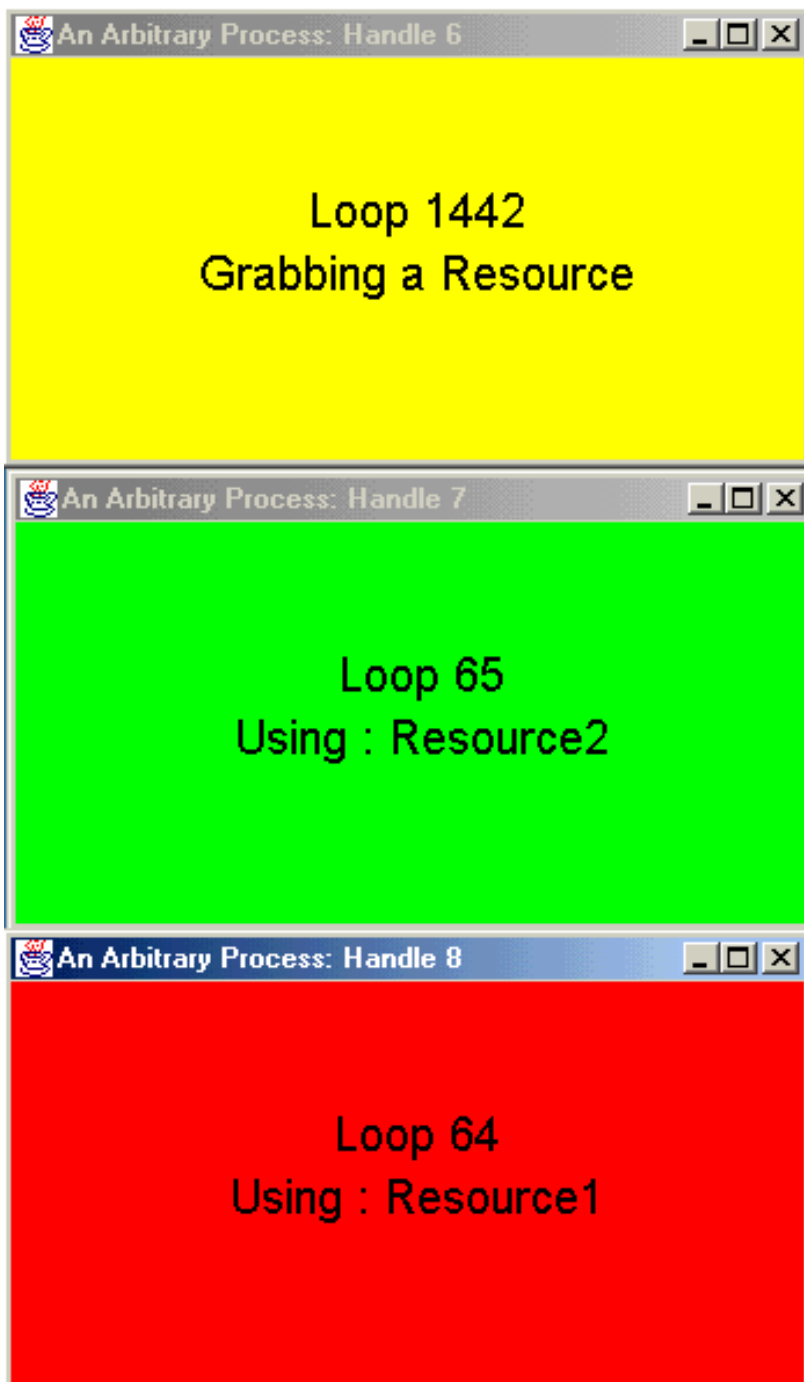 An Arbitrary Process: Handle 6
Loop 1442
Grabbing a Resource
An Arbitrary Process: Handle 7
Loop 65
Using : Resource2
An Arbitrary Process: Handle 8
Loop 64
Using : Resource1